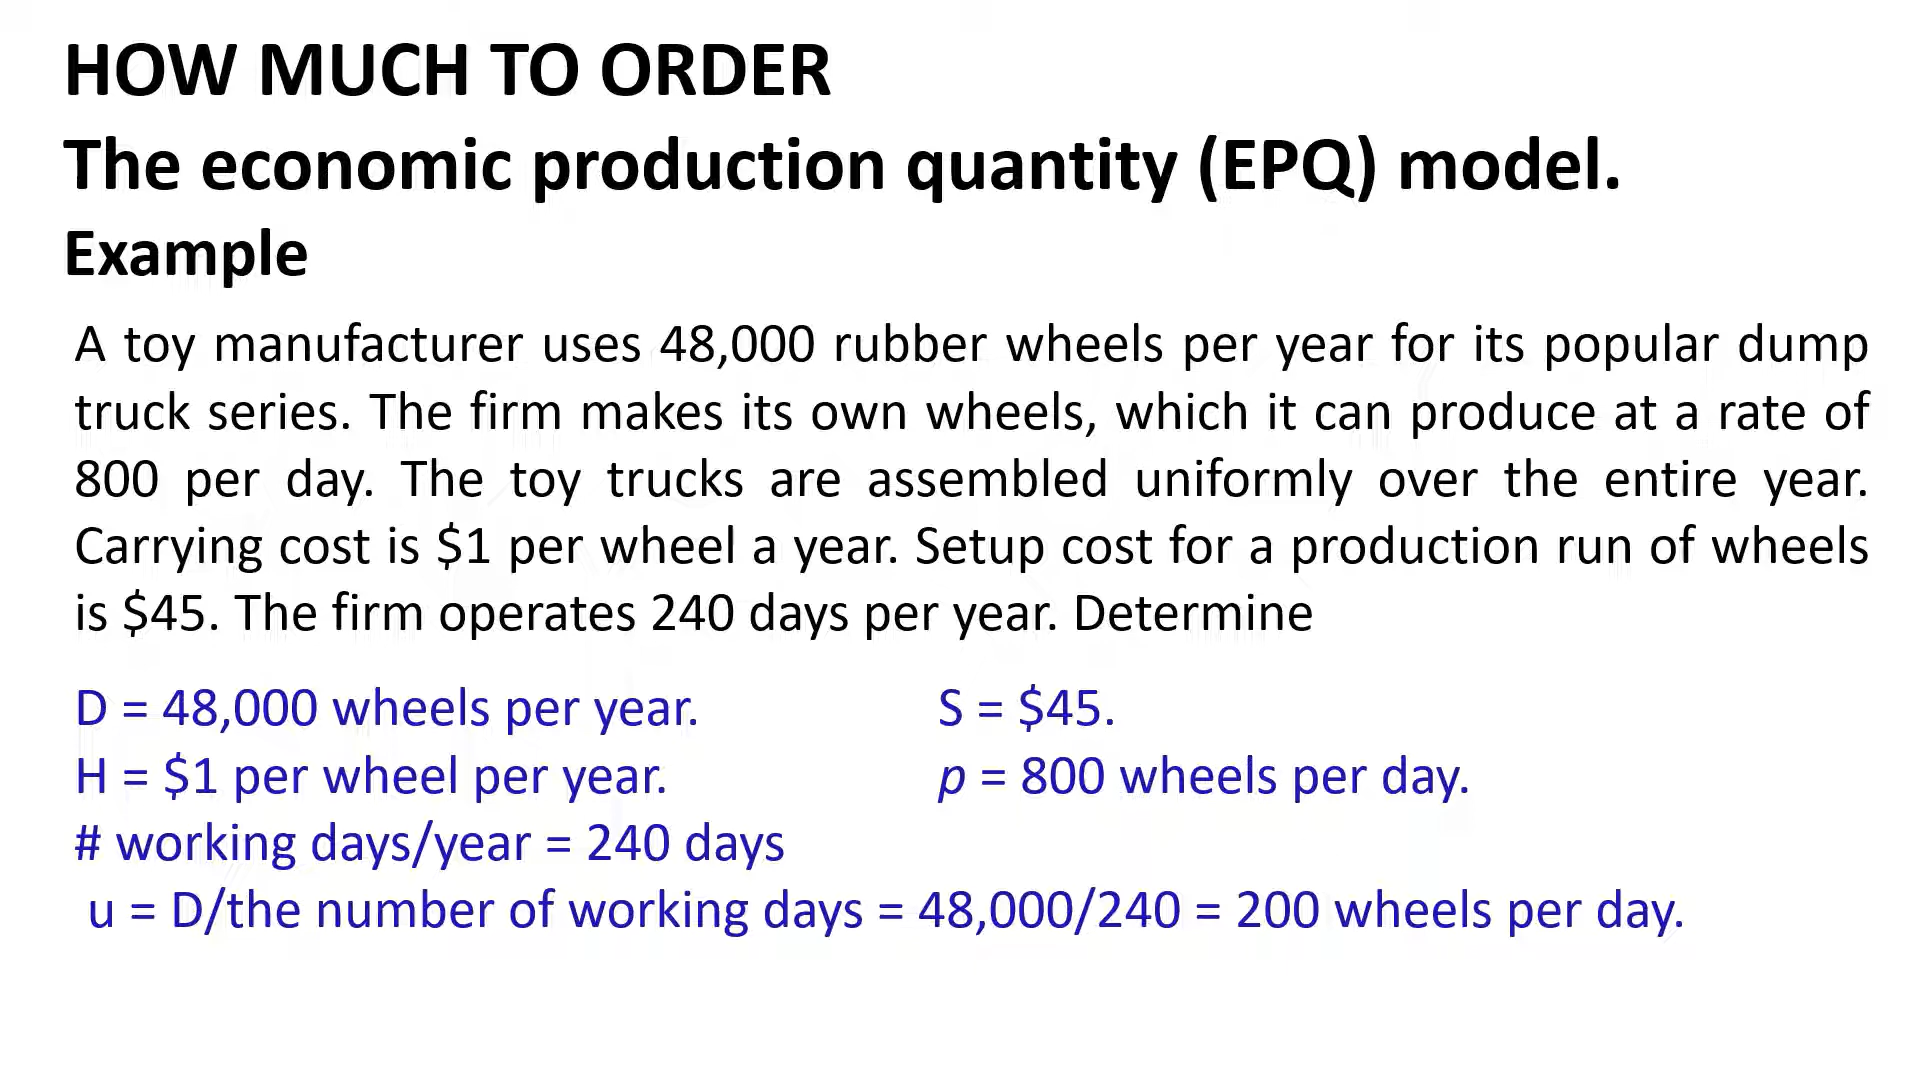 HOW MUCH TO ORDER
The economic production quantity (EPQ) model.
Example
A toy manufacturer uses 48,000 rubber wheels per year for its popular dump
truck series. The firm makes its own wheels, which it can produce at a rate of
800 per day. The toy trucks are assembled uniformly over the entire year.
Carrying cost is $1 per wheel a year. Setup cost for a production run of wheels
is $45. The firm operates 240 days per year. Determine
D = 48,000 wheels per year. S = $45.
H = $1 per wheel per year. p = 800 wheels per day.
# working days/year = 240 days
u = D/the number of working days = 48,000/240 = 200 wheels per day.